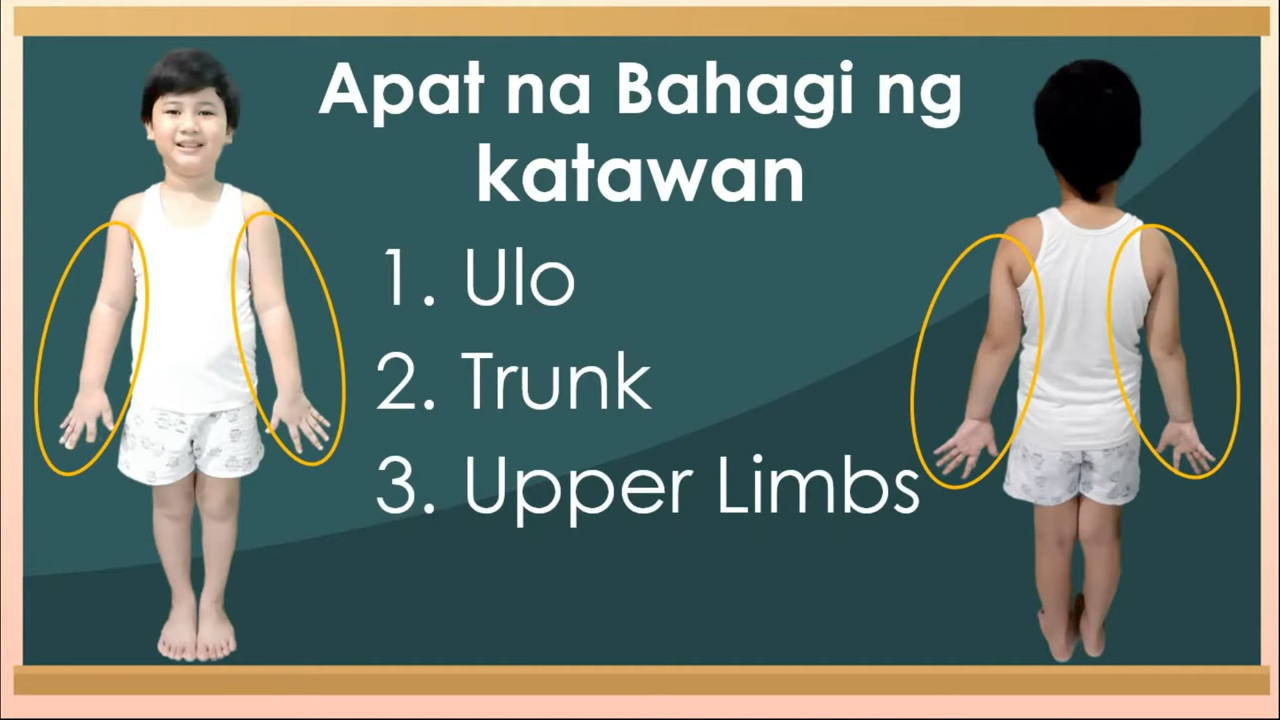 Apat na Bahagi ng
katawan
1. Ulo
2. Trunk
3. Upper Limbs